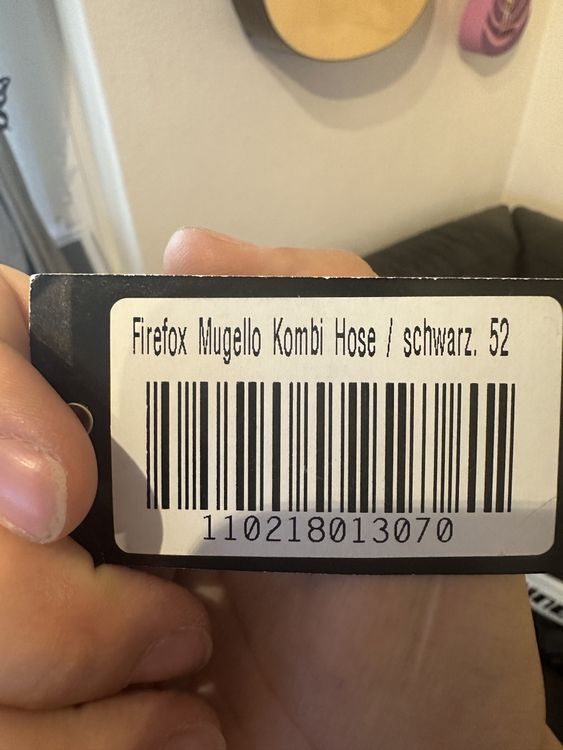 Firefox Mugello Kombi Hose / schwarz. 52
110218013070